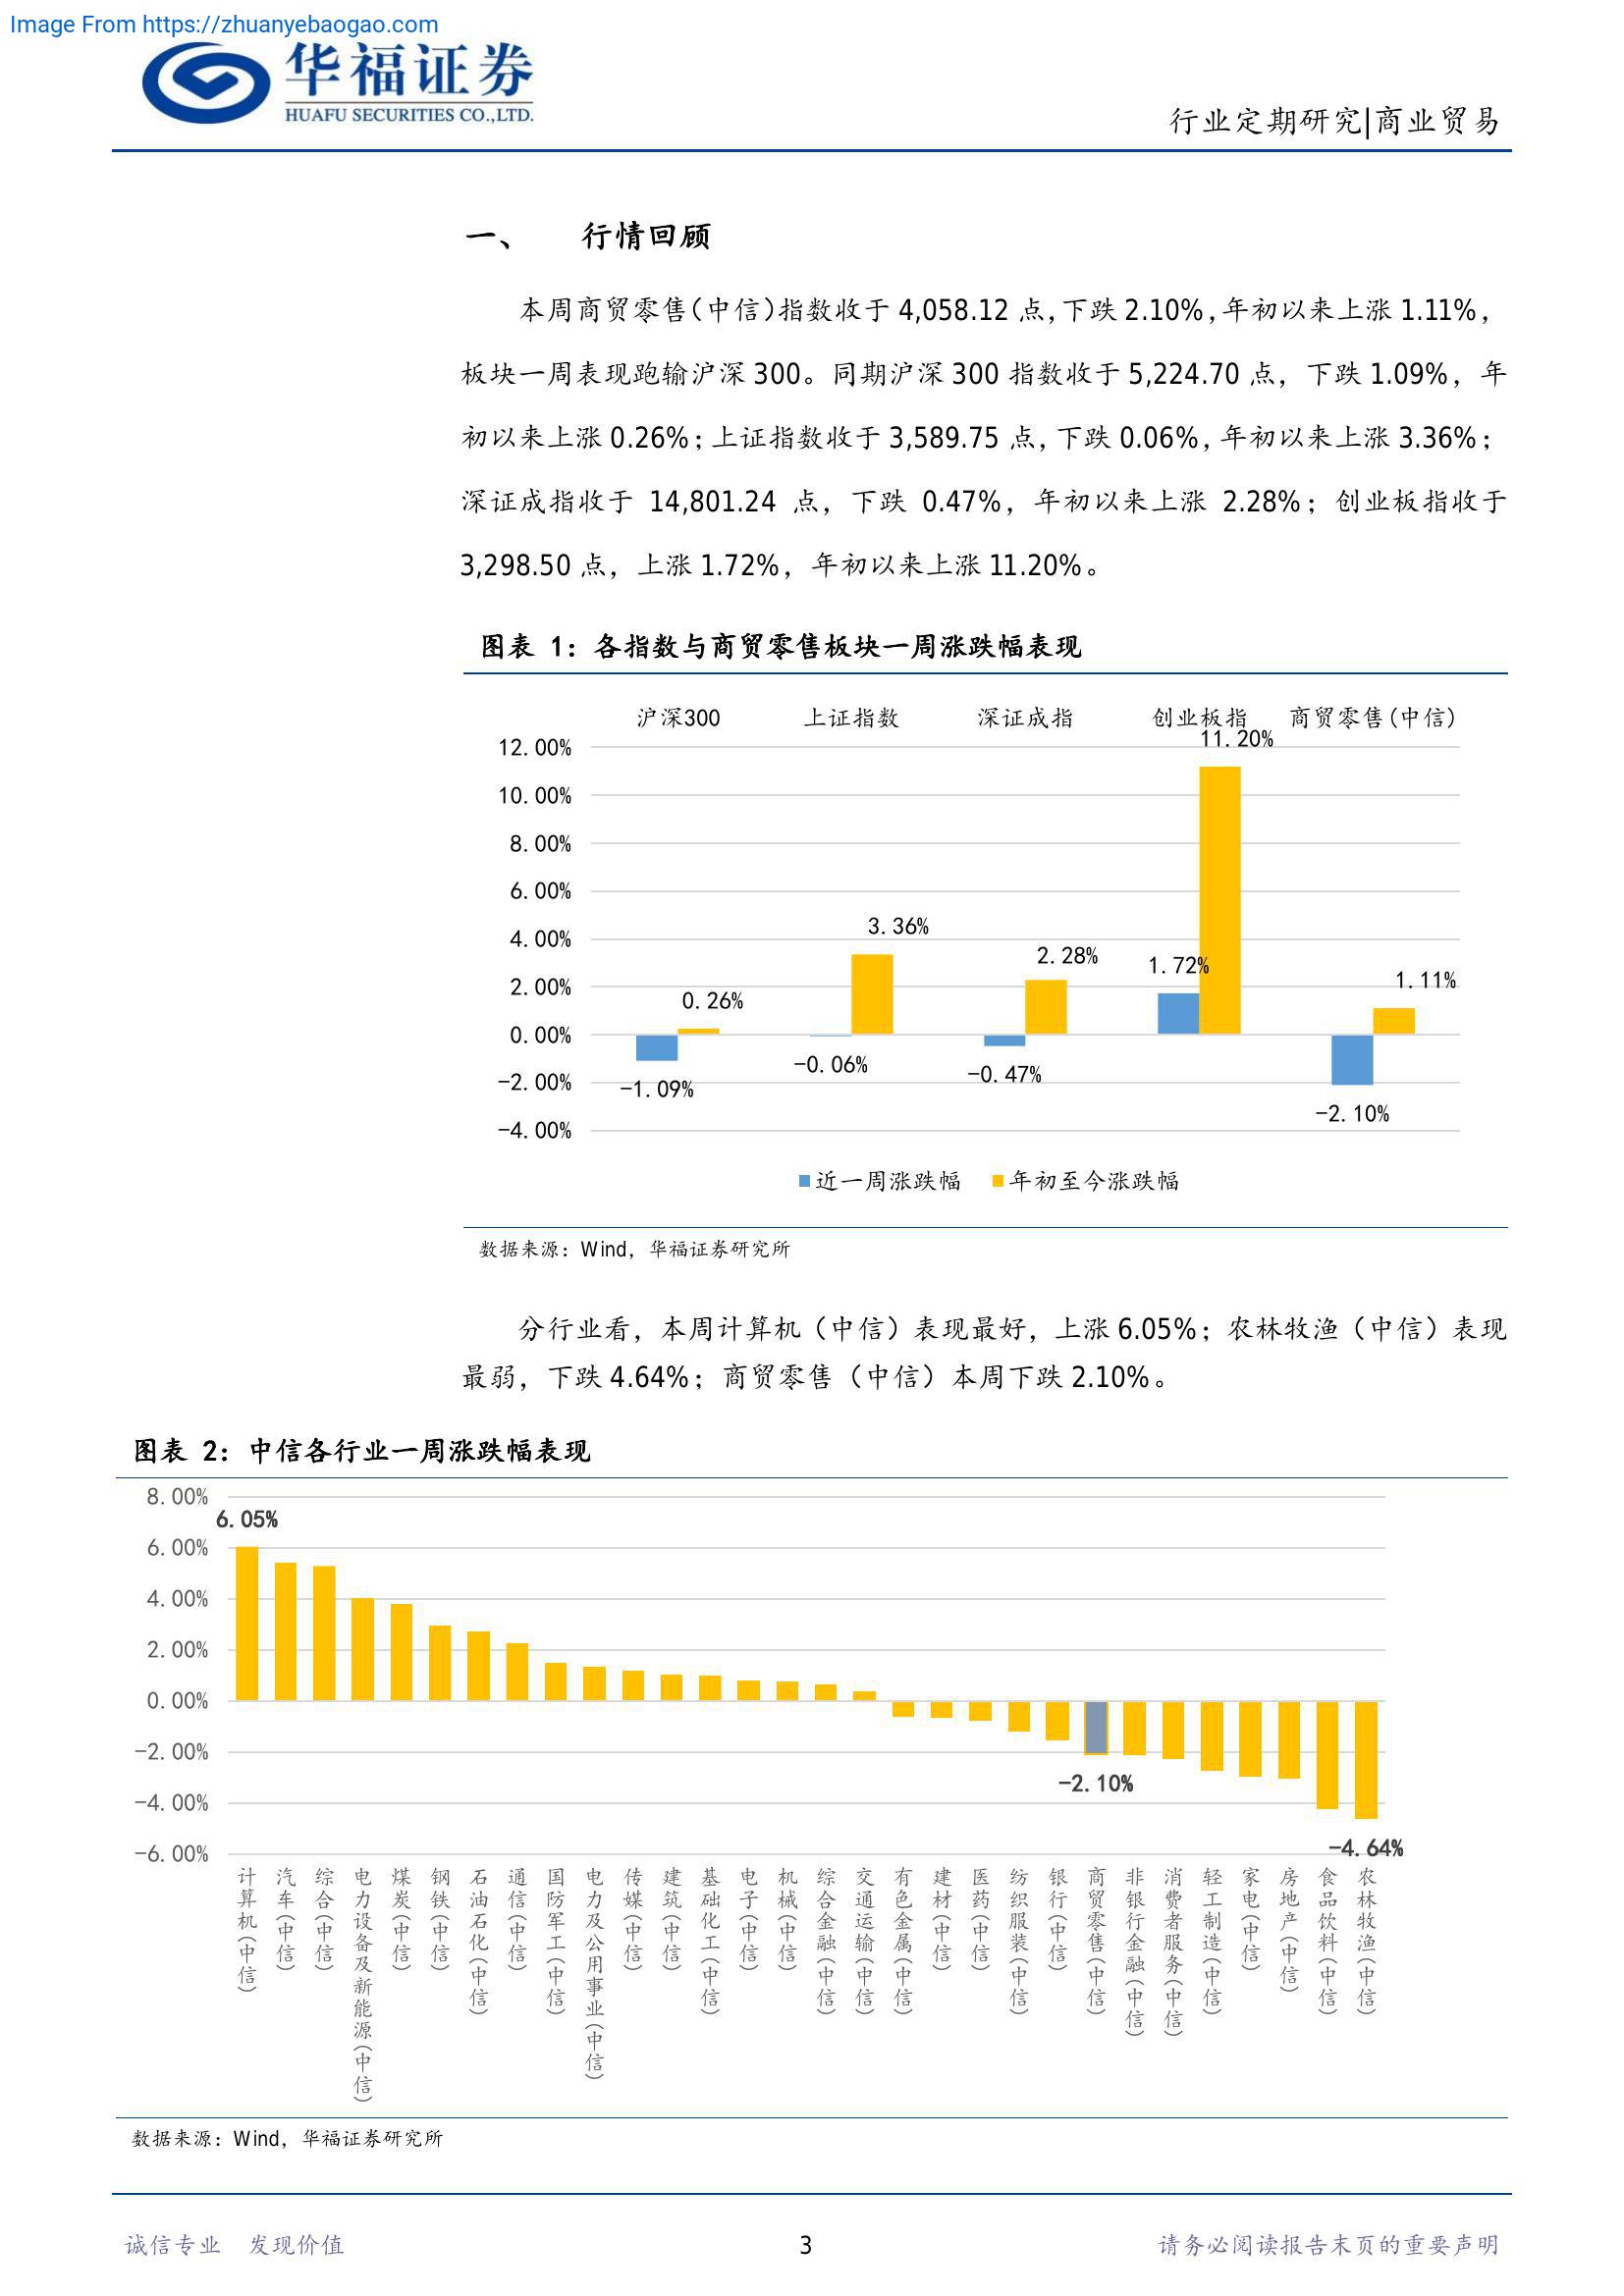 Image From https://zhuanyebaogao.com
华福证券
HUAFU SECURITIES CO.,LTD.
行业定期研究|商业贸易
一、 行情回顾
本周商贸零售(中信)指数收于 4,058.12 点,下跌 2.10%,年初以来上涨 1.11%,
板块一周表现跑输沪深 300。同期沪深 300 指数收于 5,224.70 点，下跌 1.09%，年
初以来上涨 0.26%;上证指数收于 3,589.75 点,下跌 0.06%,年初以来上涨 3.36%;
深证成指收于 14,801.24 点，下跌 0.47%，年初以来上涨 2.28%；创业板指收于
3,298.50 点，上涨 1.72%，年初以来上涨 11.20%。
图表 1：各指数与商贸零售板块一周涨跌幅表现
沪深300 上证指数 深证成指 创业板指 商贸零售(中信)
11.20%
12.00%
10.00%
8.00%
6.00%
4.00%
2.00%
0.00%
-2.00%
-4.00%
3.36%
2.28%
1.72%
1.11%
0.26%
-0.06%
-0.47%
-1.09%
-2.10%
近一周涨跌幅 年初至今涨跌幅
数据来源：Wind，华福证券研究所
分行业看，本周计算机（中信）表现最好，上涨 6.05%；农林牧渔（中信）表现
最弱，下跌 4.64%；商贸零售（中信）本周下跌 2.10%。
图表 2：中信各行业一周涨跌幅表现
8.00%
6.05%
6.00%
4.00%
2.00%
0.00%
-2.00%
-2.10%
-4.00%
-6.00%
-4.64%
计算机(中信)
汽车(中信)
综合(中信)
电力设备及新能源(中信)
煤炭(中信)
钢铁(中信)
石油石化(中信)
通信(中信)
国防军工(中信)
电力及公用事业(中信)
传媒(中信)
建筑(中信)
基础化工(中信)
电子(中信)
机械(中信)
综合金融(中信)
交通运输(中信)
有色金属(中信)
建材(中信)
医药(中信)
纺织服装(中信)
银行(中信)
商贸零售(中信)
非银行金融(中信)
消费者服务(中信)
轻工制造(中信)
家电(中信)
房地产(中信)
食品饮料(中信)
农林牧渔(中信)
数据来源：Wind，华福证券研究所
诚信专业 发现价值
3
请务必阅读报告末页的重要声明